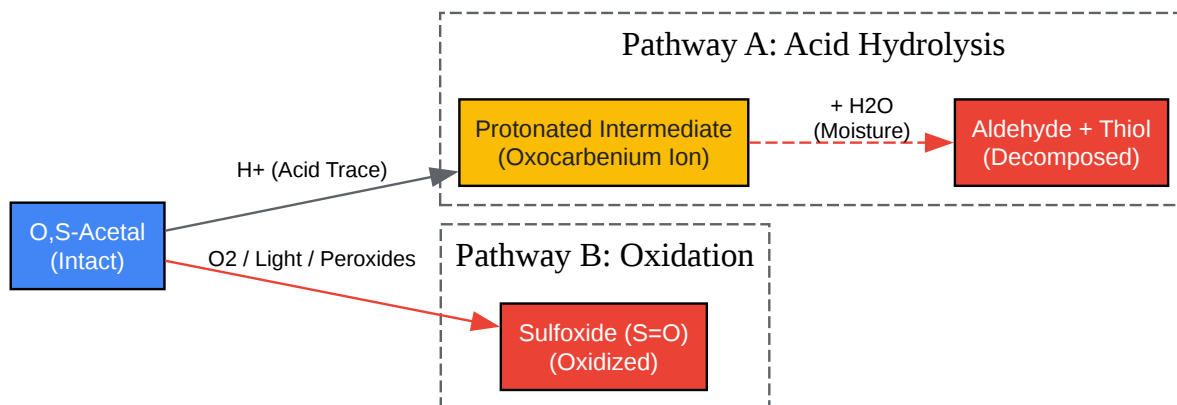 Pathway A: Acid Hydrolysis
+ H2O
(Moisture)
Protonated Intermediate
(Oxocarbenium Ion)
Aldehyde + Thiol
(Decomposed)
H+ (Acid Trace)
O,S-Acetal
(Intact)
O2 / Light / Peroxides
Pathway B: Oxidation
Sulfoxide (S=O)
(Oxidized)